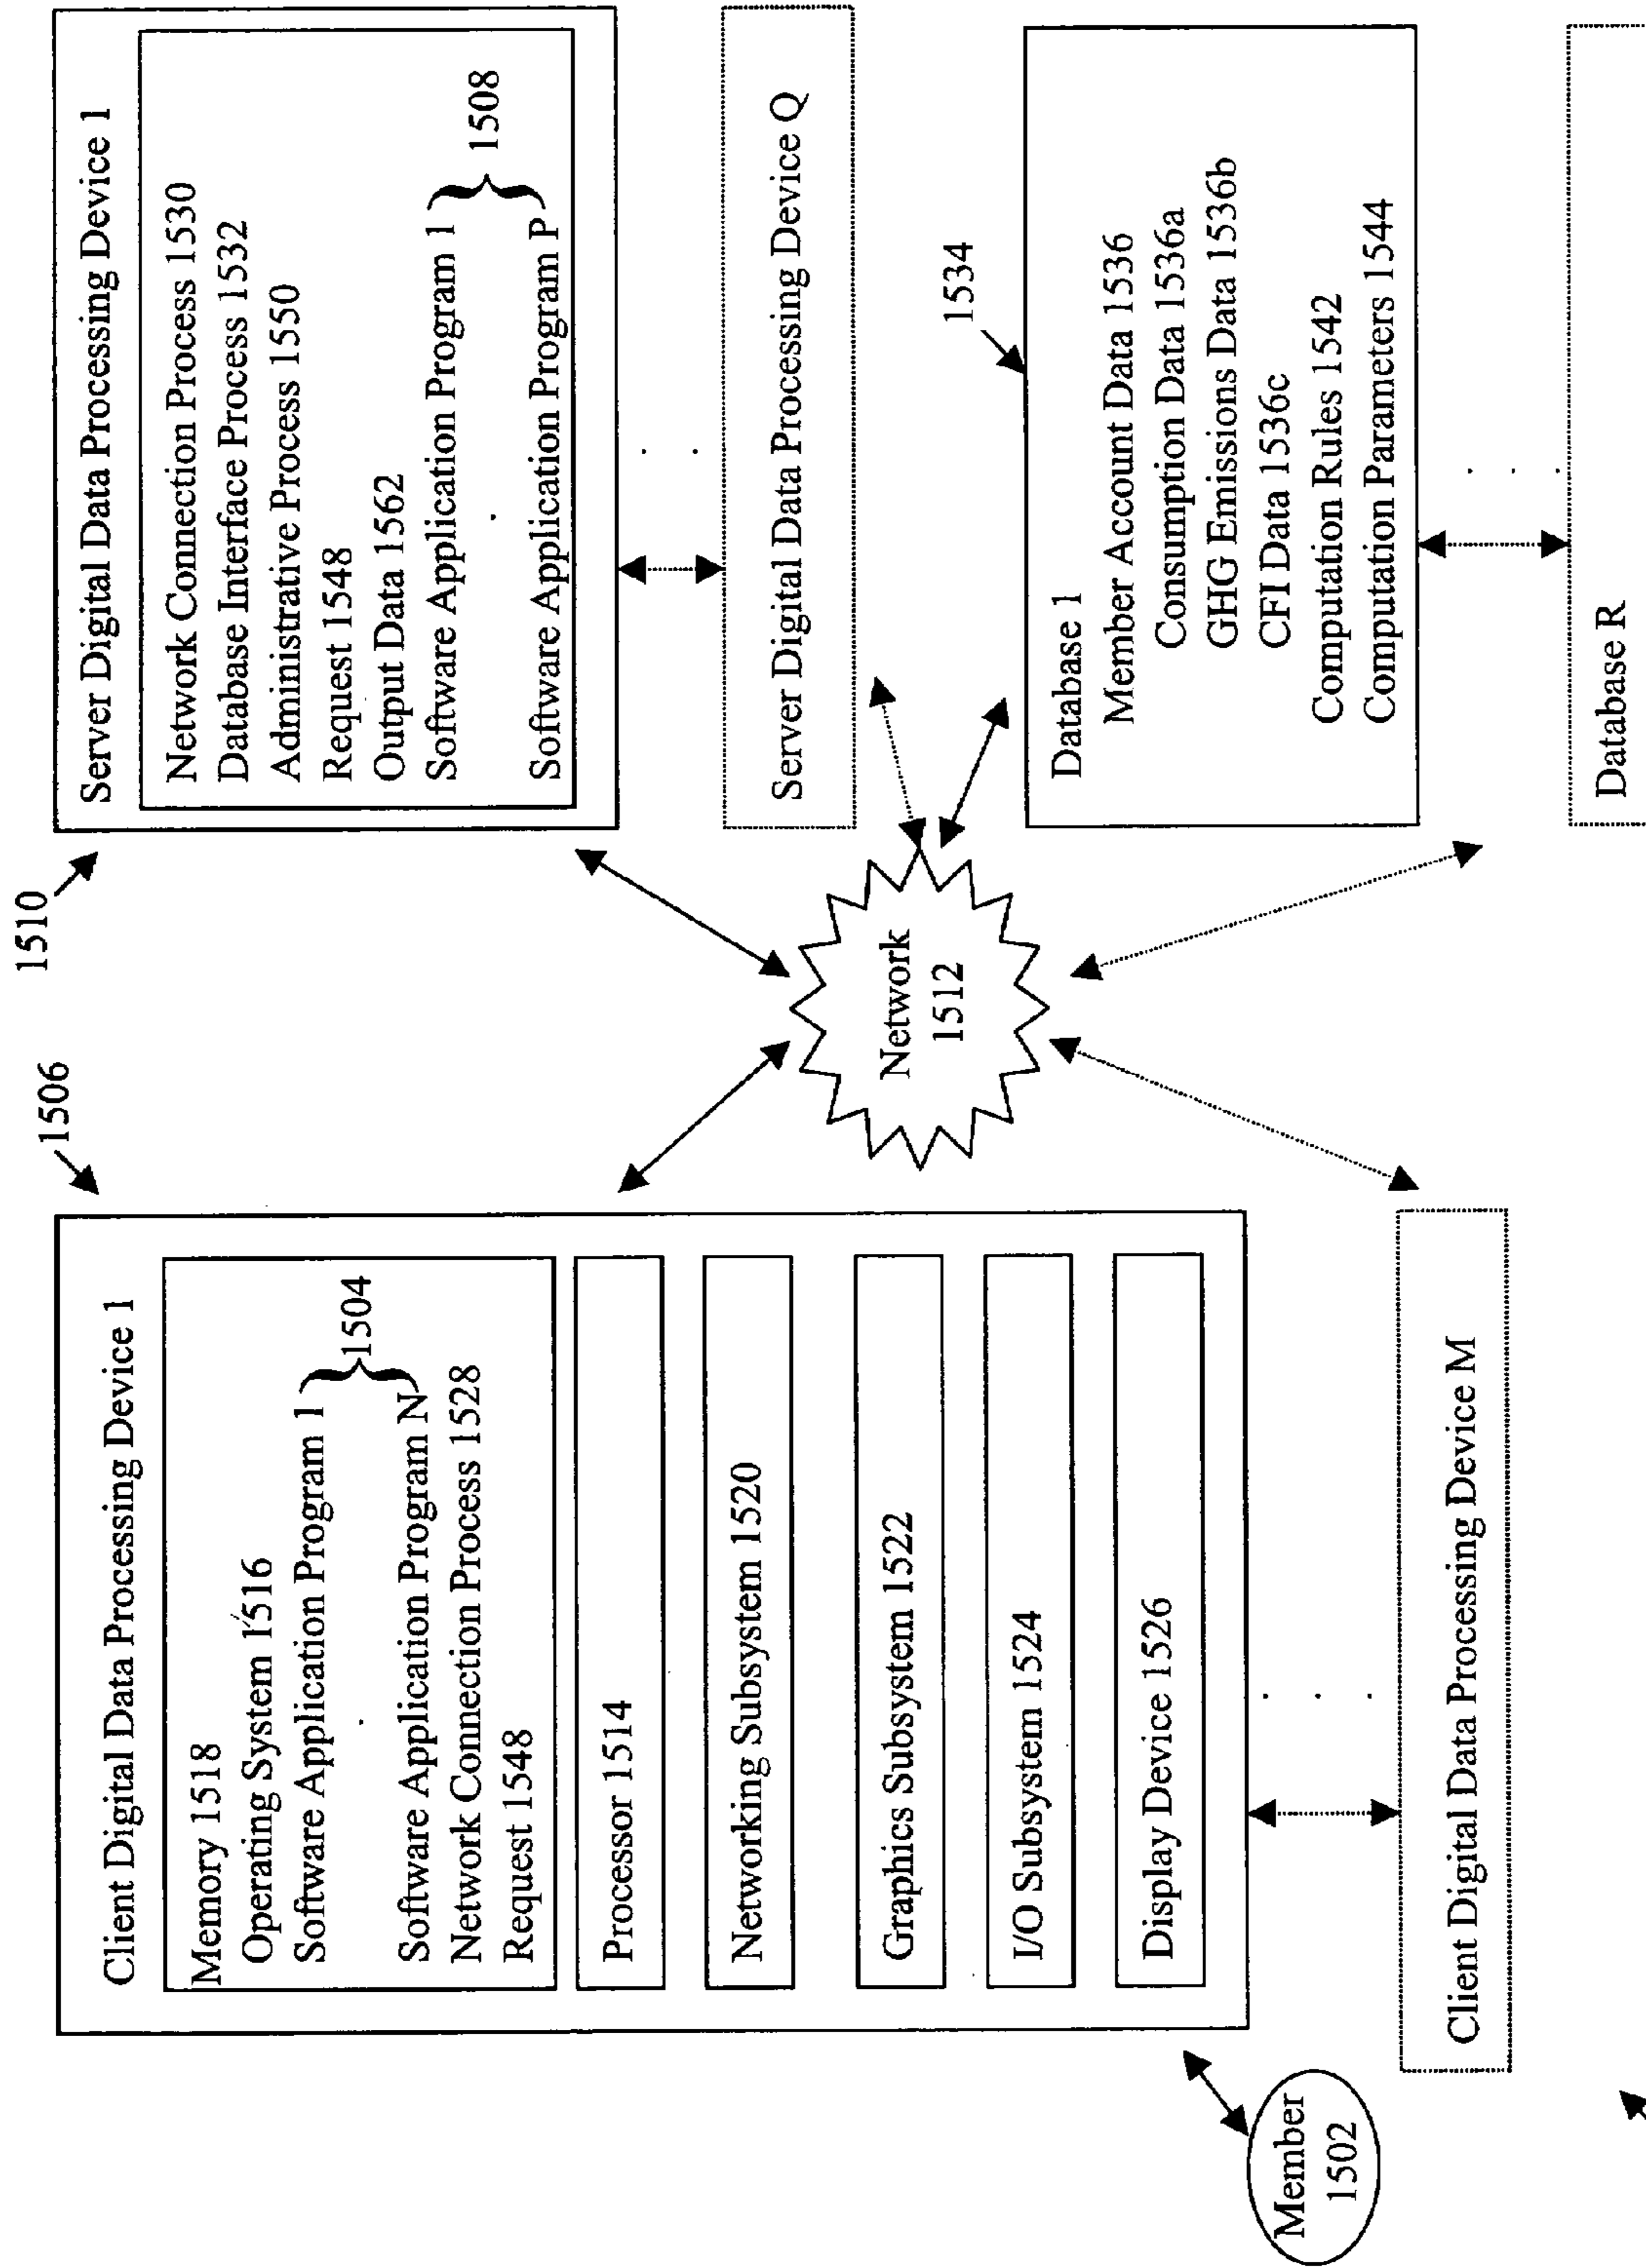 1506
Client Digital Data Processing Device 1
Memory 1518
Operating System 1516
Software Application Program 1
1504
.
Software Application Program N
Network Connection Process 1528
Request 1548
Processor 1514
Networking Subsystem 1520
Graphics Subsystem 1522
I/O Subsystem 1524
Display Device 1526
. . .
Client Digital Data Processing Device M
Member
1502
Network
1512
1510
Server Digital Data Processing Device 1
Network Connection Process 1530
Database Interface Process 1532
Administrative Process 1550
Request 1548
Output Data 1562
Software Application Program 1
1508
.
Software Application Program P
. .
Server Digital Data Processing Device Q
1534
Database 1
Member Account Data 1536
Consumption Data 1536a
GHG Emissions Data 1536b
CFI Data 1536c
Computation Rules 1542
Computation Parameters 1544
. . .
Database R